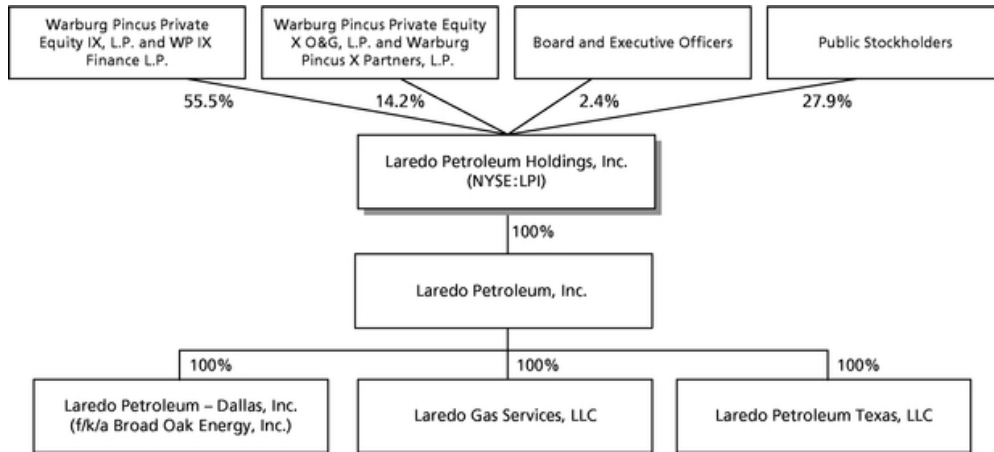 Warburg Pincus Private
Equity IX, L.P. and WP IX
Finance L.P.
Warburg Pincus Private Equity
X O&G, L.P. and Warburg
Pincus X Partners, L.P.
Board and Executive Officers
Public Stockholders
55.5%
14.2%
2.4%
27.9%
Laredo Petroleum Holdings, Inc.
(NYSE:LPI)
100%
Laredo Petroleum, Inc.
100%
100%
100%
Laredo Petroleum – Dallas, Inc.
(f/k/a Broad Oak Energy, Inc.)
Laredo Gas Services, LLC
Laredo Petroleum Texas, LLC